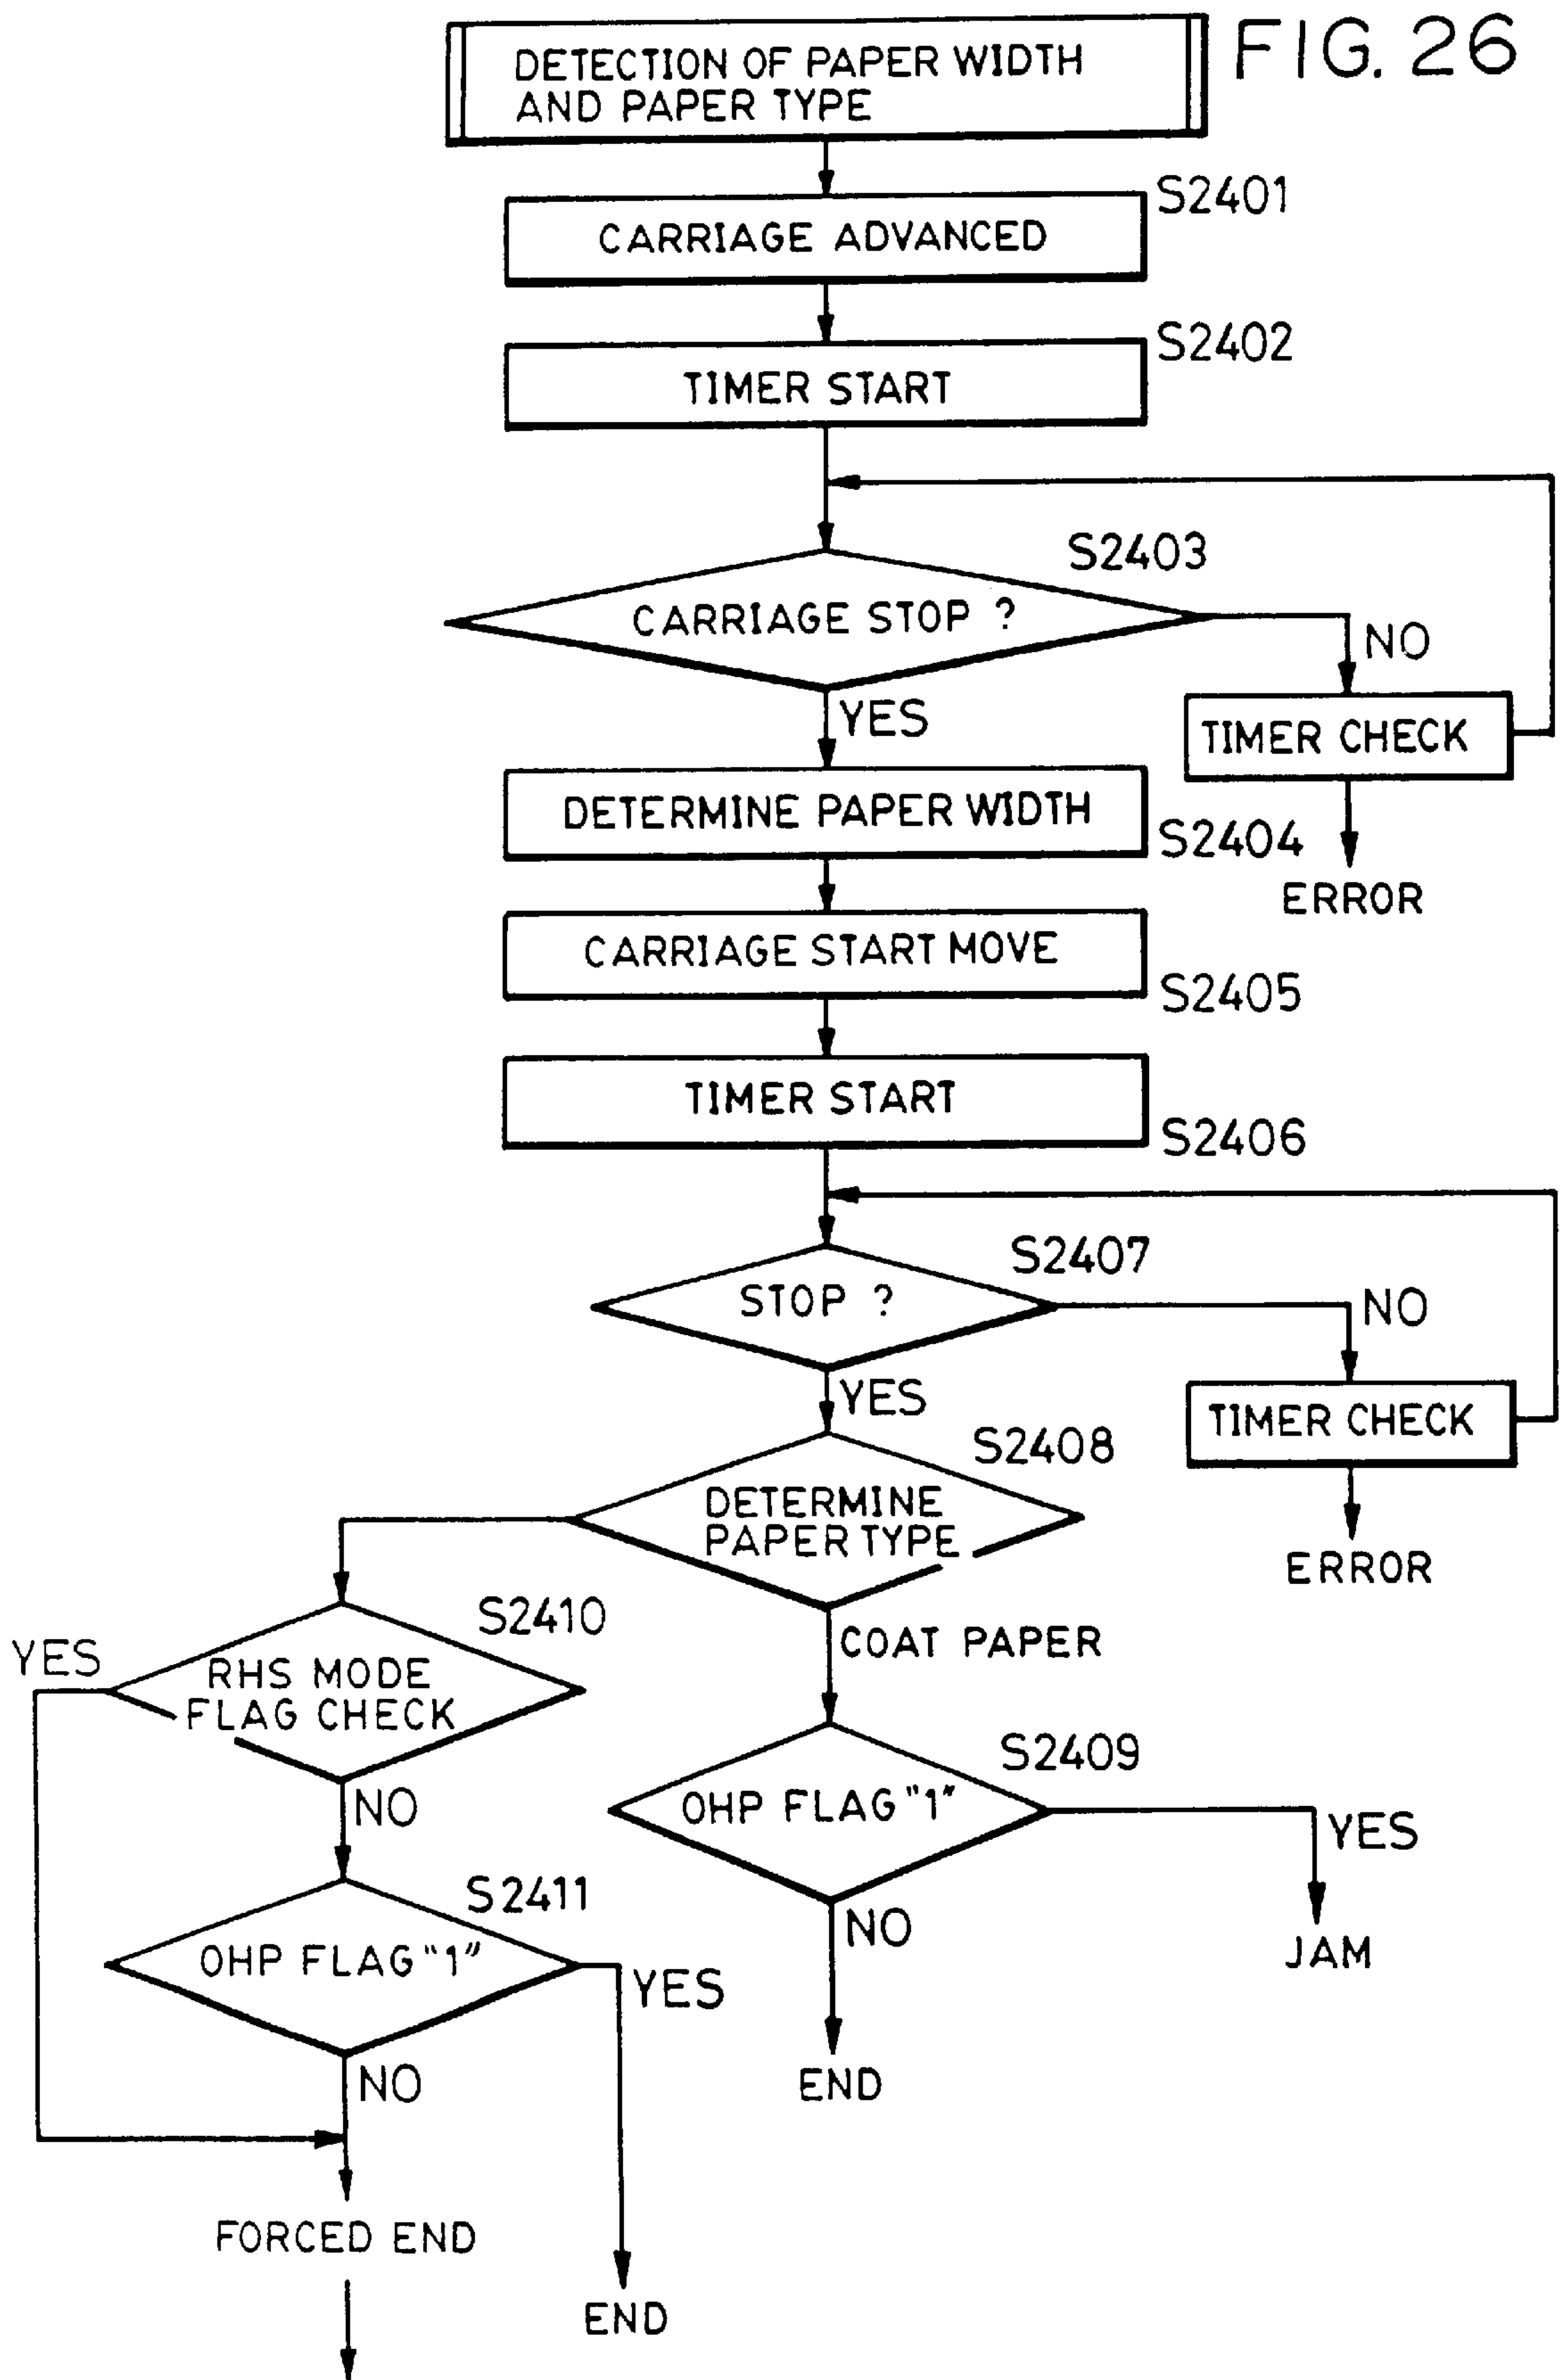 FIG. 26
DETECTION OF PAPER WIDTH
AND PAPER TYPE
S2401
CARRIAGE ADVANCED
S2402
TIMER START
S2403
CARRIAGE STOP ?
NO
YES
TIMER CHECK
DETERMINE PAPER WIDTH
S2404
ERROR
CARRIAGE START MOVE
S2405
TIMER START
S2406
S2407
STOP ?
NO
YES
TIMER CHECK
S2408
DETERMINE
PAPER TYPE
ERROR
S2410
COAT PAPER
YES
RHS MODE
FLAG CHECK
S2409
NO
OHP FLAG "1"
YES
S2411
NO
JAM
OHP FLAG "1"
YES
NO
END
FORCED END
END